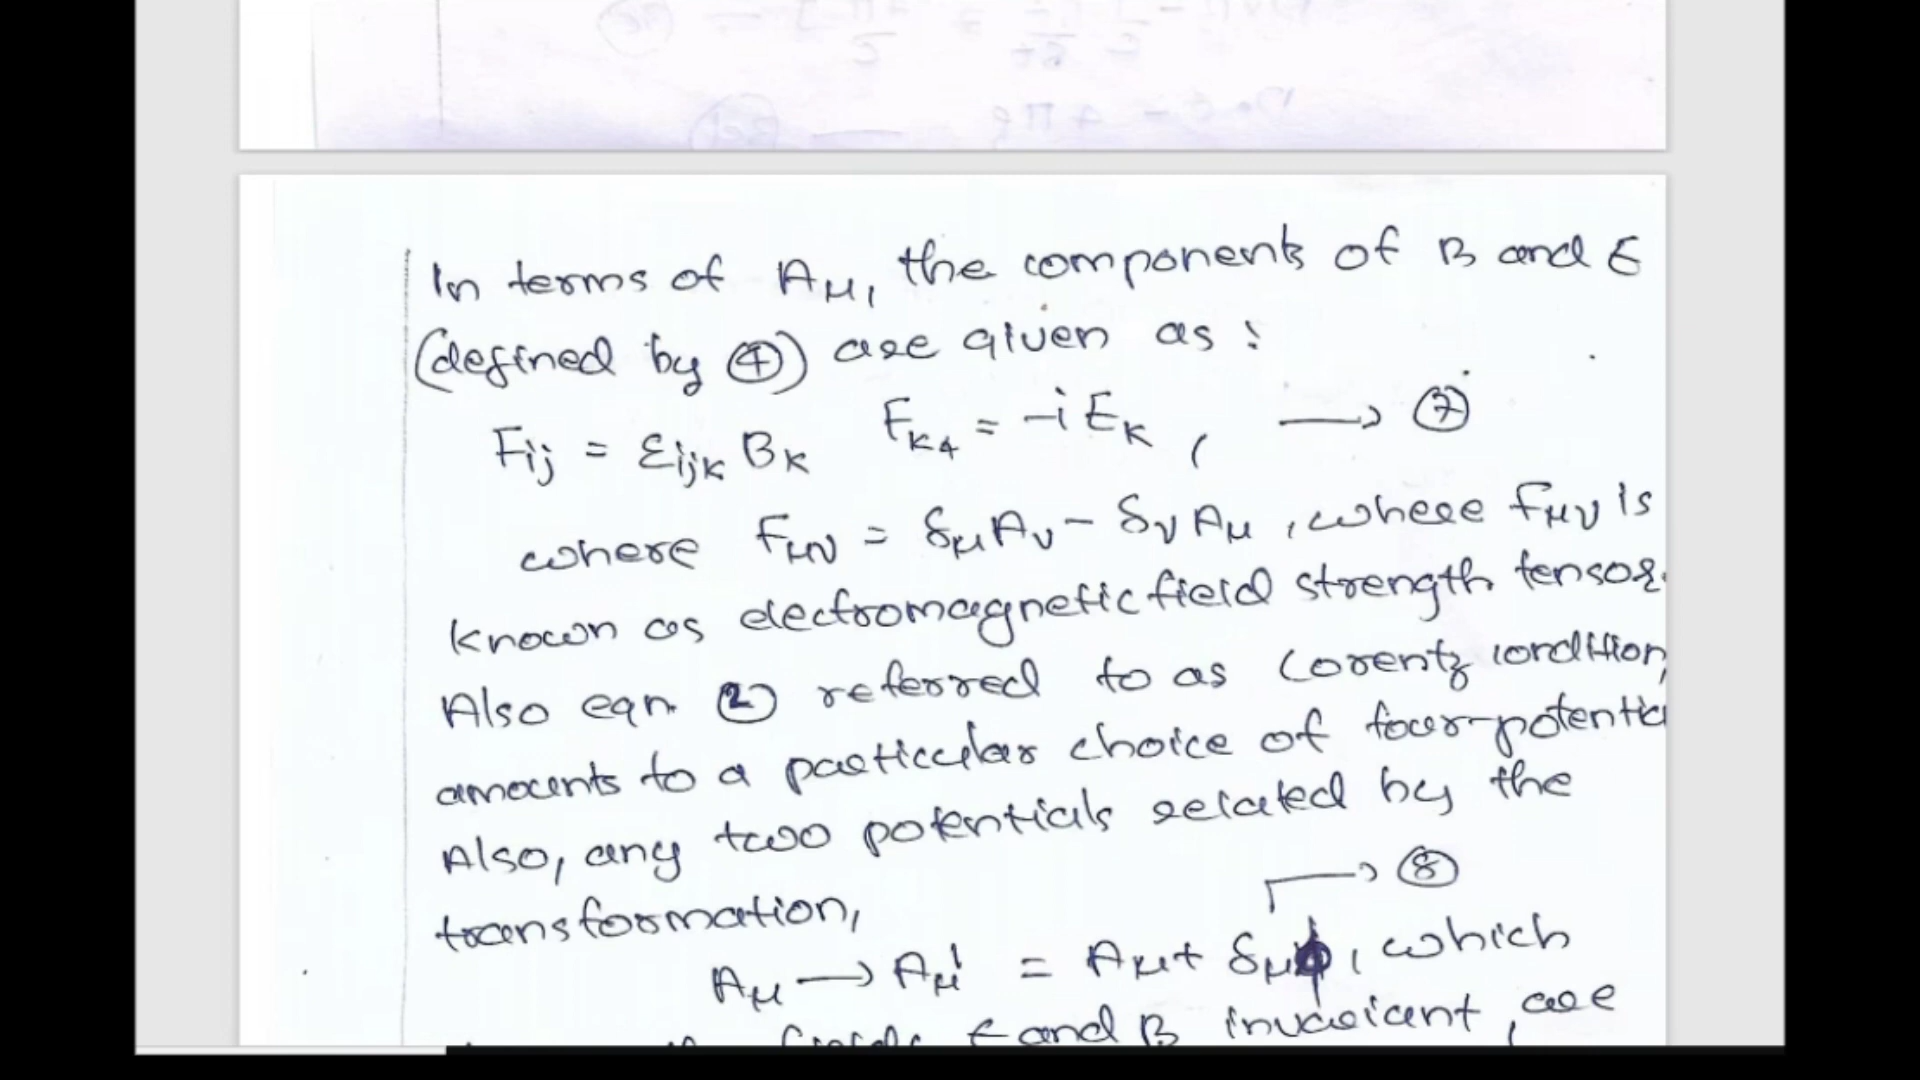 In terms of Aμ, the components of B and E
(defined by ④) are given as :
Fij = εijk Bk Fk4 = -i Ek, → ⑦
where Fμν = δμAν - δνAμ, where Fμν is
known as electromagnetic field strength tensor.
Also eqn. ② referred to as Lorentz condition,
amounts to a particular choice of four-potentia
Also, any two potentials related by the
transformation, → ⑧
Aμ → Aμ' = Aμ + δμϕ, which
fields E and B invariant, are